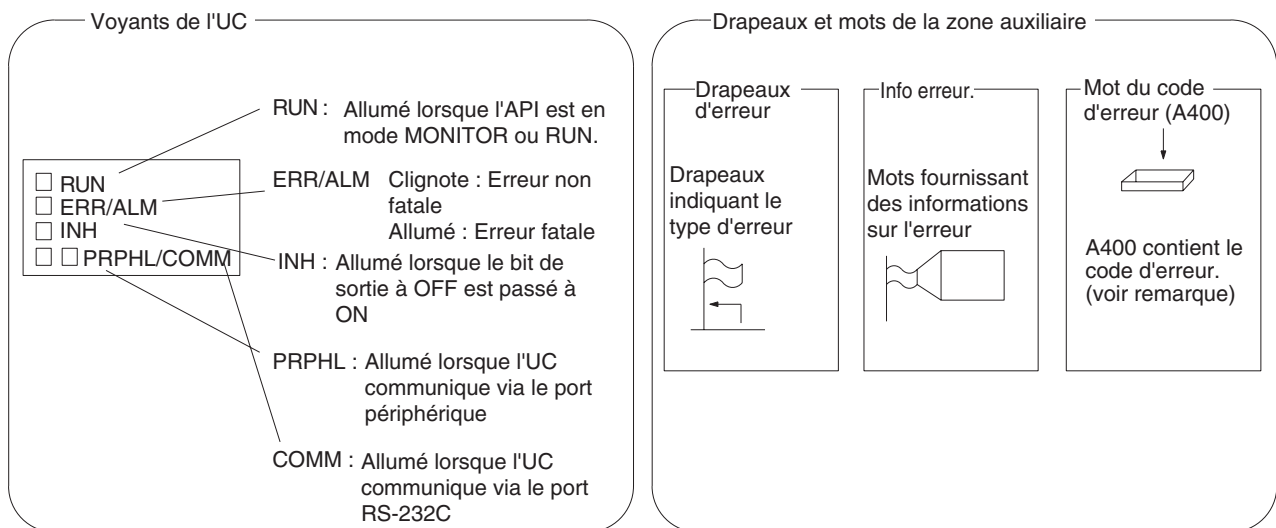 Voyants de l'UC
RUN
ERR/ALM
INH
PRPHL/COMM
RUN : Allumé lorsque l'API est en
mode MONITOR ou RUN.
ERR/ALM Clignote : Erreur non
fatale
Allumé : Erreur fatale
INH : Allumé lorsque le bit de
sortie à OFF est passé à
ON
PRPHL : Allumé lorsque l'UC
communique via le port
périphérique
COMM : Allumé lorsque l'UC
communique via le port
RS-232C
Drapeaux et mots de la zone auxiliaire
Drapeaux
d'erreur
Drapeaux
indiquant le
type d'erreur
Info erreur.
Mots fournissant
des informations
sur l'erreur
Mot du code
d'erreur (A400)
A400 contient le
code d'erreur.
(voir remarque)